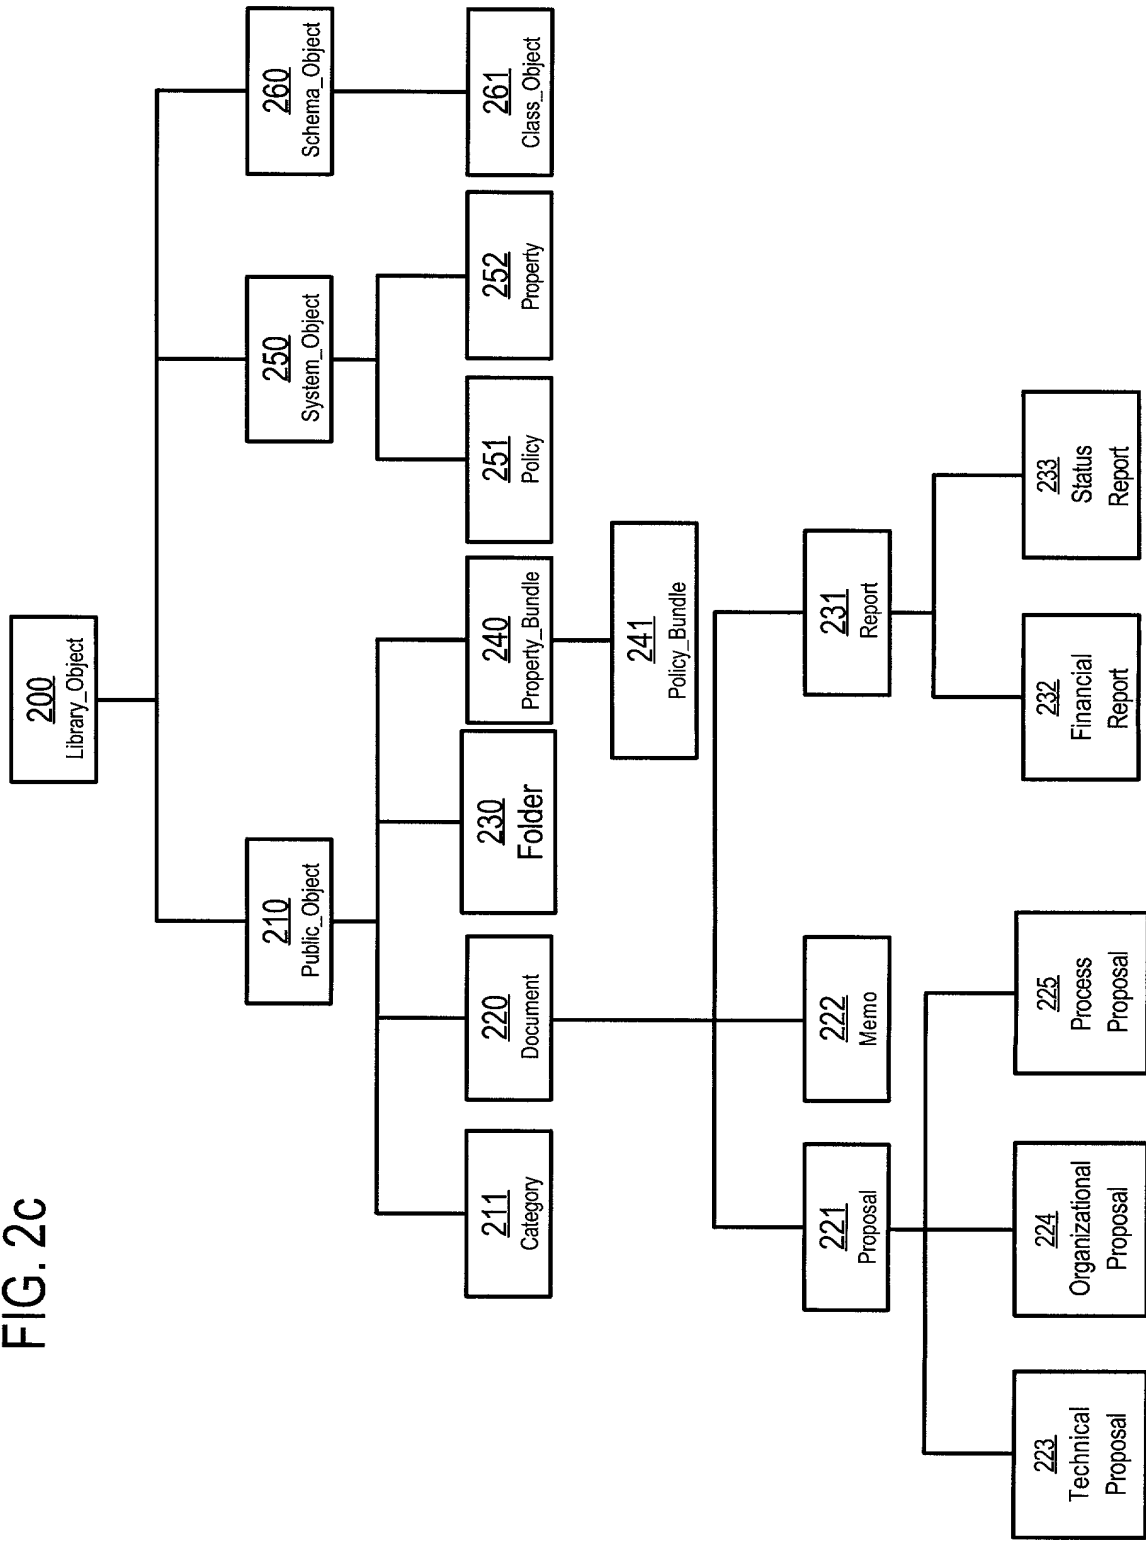 FIG. 2c
200
Library_Object
210
Public_Object
250
System_Object
260
Schema_Object
211
Category
220
Document
230
Folder
240
Property_Bundle
251
Policy
252
Property
261
Class_Object
241
Policy_Bundle
221
Proposal
222
Memo
231
Report
223
Technical
Proposal
224
Organizational
Proposal
225
Process
Proposal
232
Financial
Report
233
Status
Report